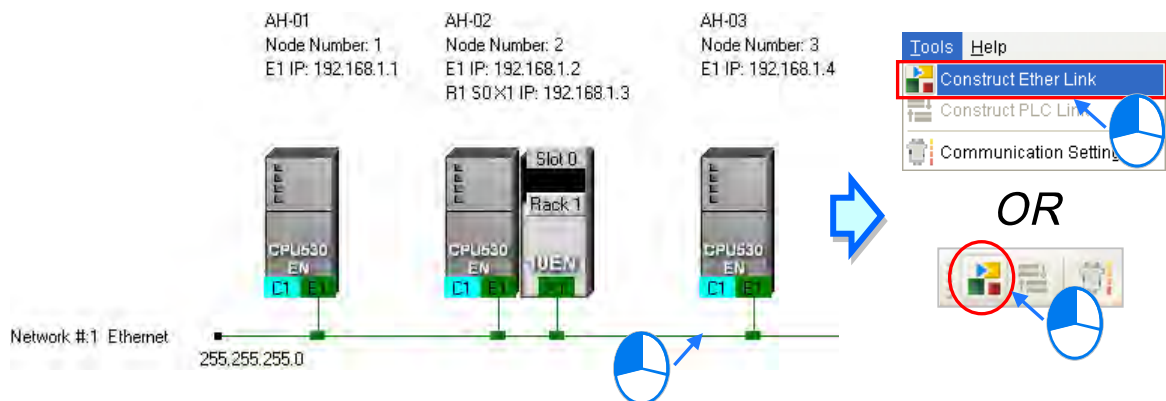 AH-01
Node Number: 1
E1 IP: 192.168.1.1
AH-02
Node Number: 2
E1 IP: 192.168.1.2
R1 S0 X1 IP: 192.168.1.3
AH-03
Node Number: 3
E1 IP: 192.168.1.4
CPU530
EN
C1 E1
CPU530
EN
C1 E1
Slot 0
Rack 1
10EN
CPU530
EN
C1 E1
Network #:1 Ethernet
255.255.255.0
Tools Help
Construct Ether Link
Construct PLC Link
Communication Setting
OR